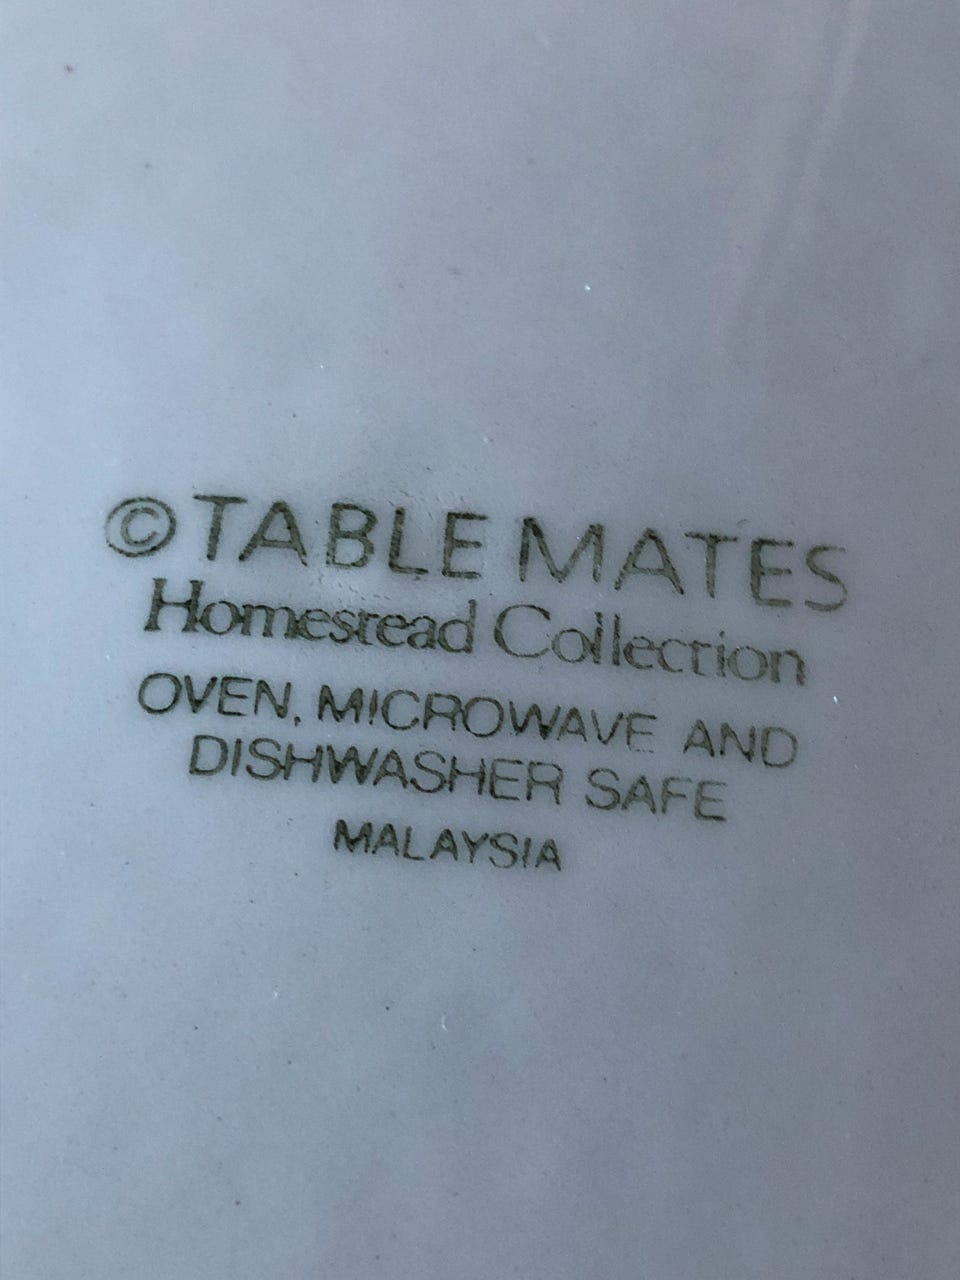 ©TABLE MATES
Homestead Collection
OVEN, MICROWAVE AND
DISHWASHER SAFE
MALAYSIA